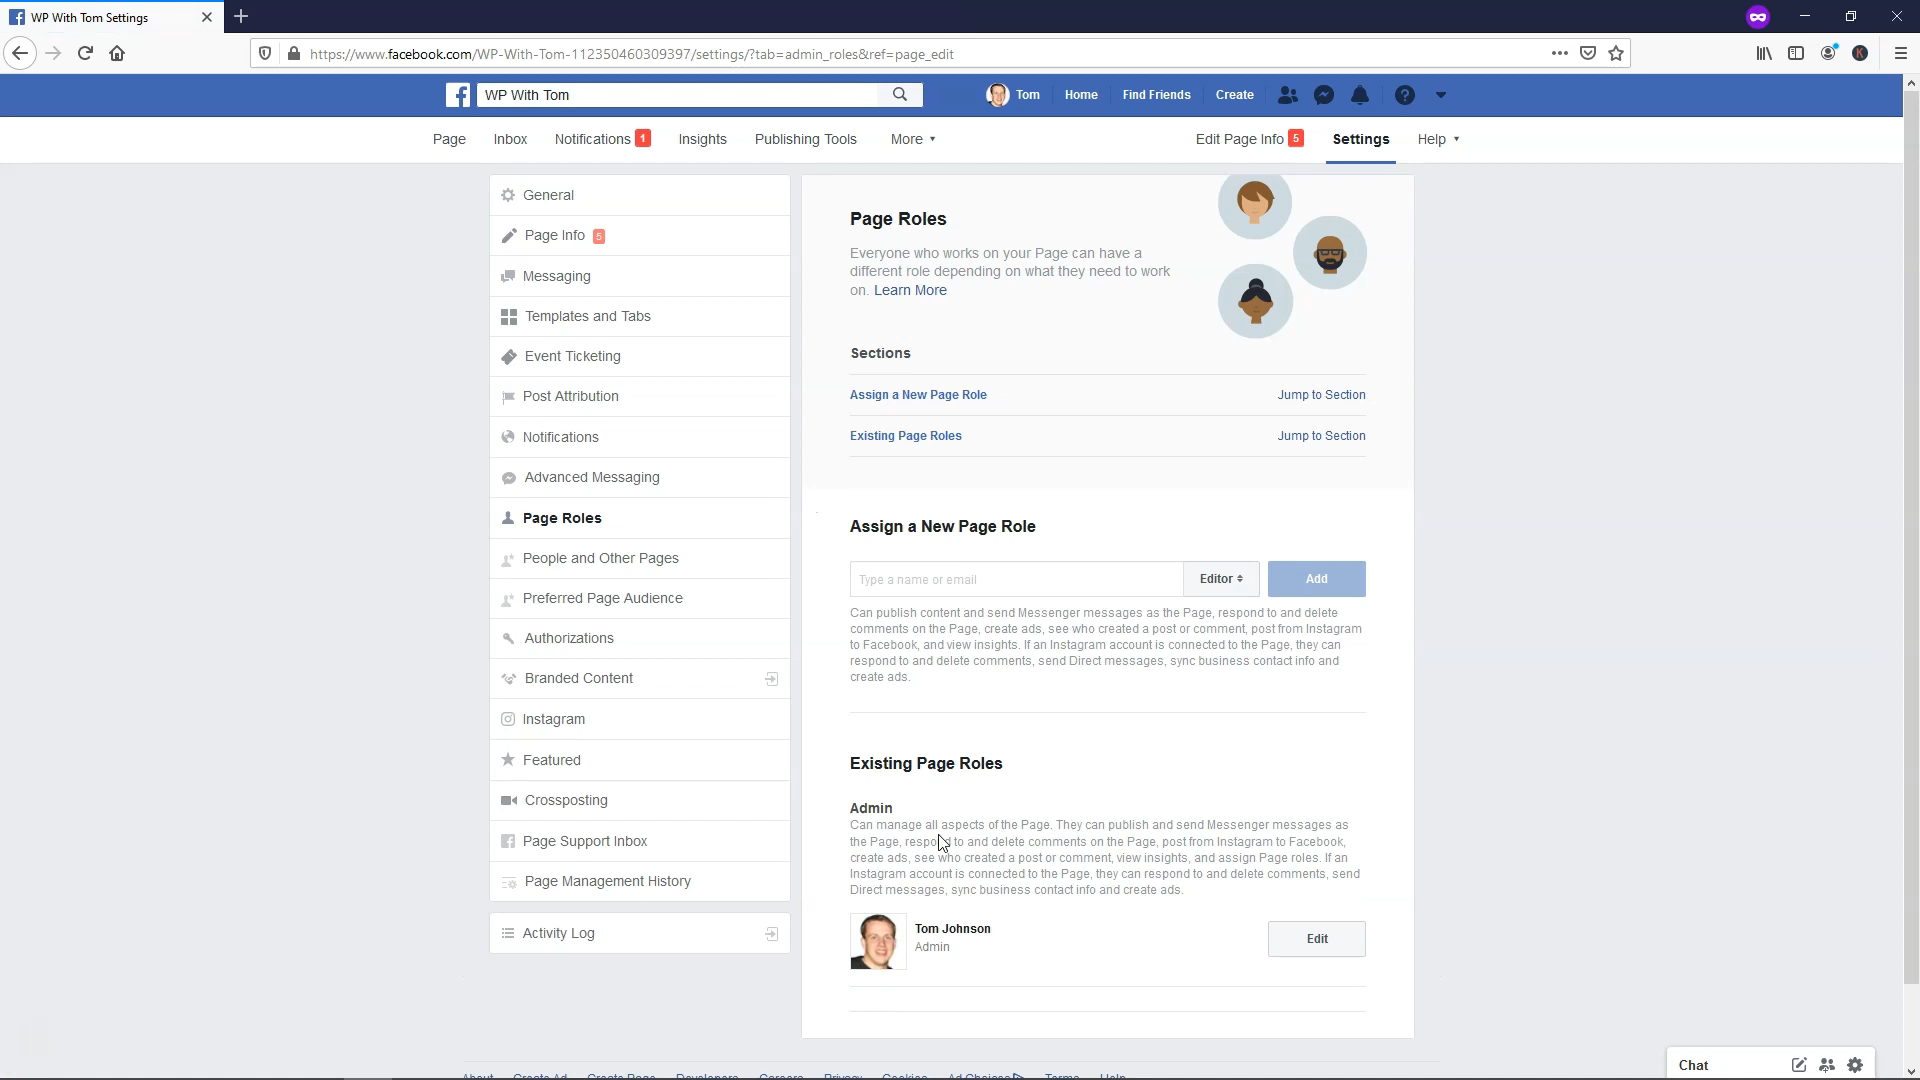 WP With Tom Settings
https://www.facebook.com/WP-With-Tom-112350460309397/settings/?tab=admin_roles&ref=page_edit
WP With Tom
Tom
Home
Find Friends
Create
Page
Inbox
Notifications 1
Insights
Publishing Tools
More
Edit Page Info 5
Settings
Help
General
Page Info 5
Messaging
Templates and Tabs
Event Ticketing
Post Attribution
Notifications
Advanced Messaging
Page Roles
People and Other Pages
Preferred Page Audience
Authorizations
Branded Content
Instagram
Featured
Crossposting
Page Support Inbox
Page Management History
Activity Log
Page Roles
Everyone who works on your Page can have a
different role depending on what they need to work
on. Learn More
Sections
Assign a New Page Role
Jump to Section
Existing Page Roles
Jump to Section
Assign a New Page Role
Type a name or email
Editor
Add
Can publish content and send Messenger messages as the Page, respond to and delete
comments on the Page, create ads, see who created a post or comment, post from Instagram
to Facebook, and view insights. If an Instagram account is connected to the Page, they can
respond to and delete comments, send Direct messages, sync business contact info and
create ads.
Existing Page Roles
Admin
Can manage all aspects of the Page. They can publish and send Messenger messages as
the Page, respond to and delete comments on the Page, post from Instagram to Facebook,
create ads, see who created a post or comment, view insights, and assign Page roles. If an
Instagram account is connected to the Page, they can respond to and delete comments, send
Direct messages, sync business contact info and create ads.
Tom Johnson
Admin
Edit
About Create Ad Create Page Developers Careers Privacy Cookies Ad Choices Terms Help
Chat